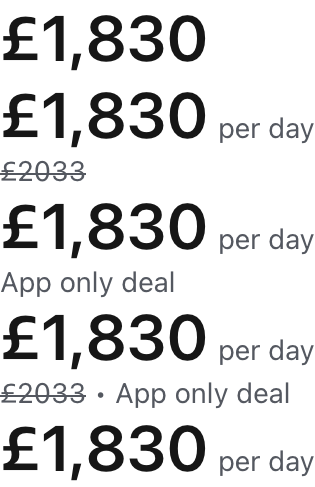 £1,830
£1,830 per day
£2033
£1,830 per day
App only deal
£1,830 per day
£2033 • App only deal
£1,830 per day